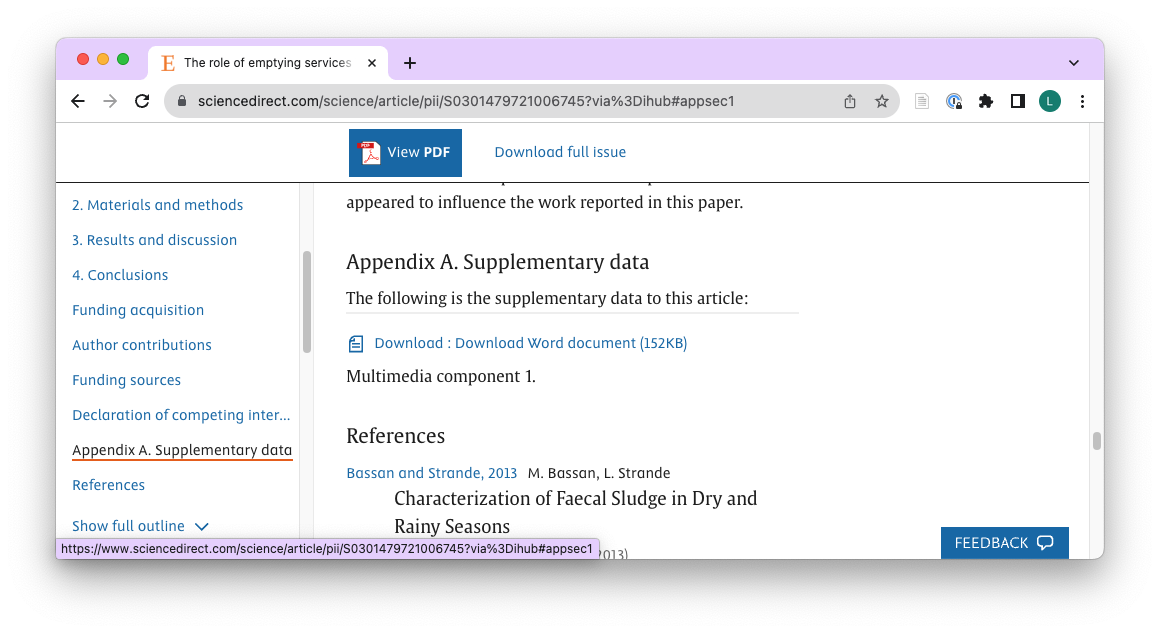 E The role of emptying services
sciencedirect.com/science/article/pii/S0301479721006745?via%3Dihub#appsec1
L
PDF
View PDF
Download full issue
2. Materials and methods
3. Results and discussion
4. Conclusions
Funding acquisition
Author contributions
Funding sources
Declaration of competing inter...
Appendix A. Supplementary data
References
Show full outline
https://www.sciencedirect.com/science/article/pii/S0301479721006745?via%3Dihub#appsec1
appeared to influence the work reported in this paper.
Appendix A. Supplementary data
The following is the supplementary data to this article:
Download : Download Word document (152KB)
Multimedia component 1.
References
Bassan and Strande, 2013 M. Bassan, L. Strande
Characterization of Faecal Sludge in Dry and
Rainy Seasons
2013)
FEEDBACK